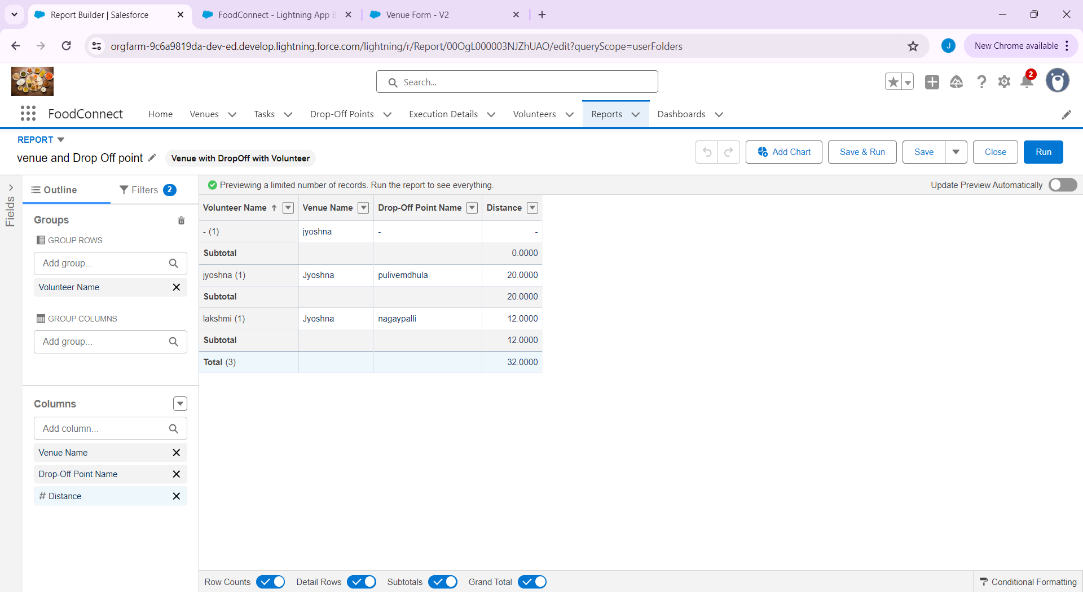 Report Builder | Salesforce
FoodConnect - Lightning App
Venue Form - V2
orgfarm-9c6a9819da-dev-ed.develop.lightning.force.com/lightning/r/Report/00OgL000003NJZhUAO/edit?queryScope=userFolders
J
New Chrome available
Search...
2
FoodConnect
Home Venues Tasks Drop-Off Points Execution Details Volunteers Reports Dashboards
REPORT
venue and Drop Off point Venue with DropOff with Volunteer
Add Chart Save & Run Save Close Run
Fields
Outline Filters 2
Previewing a limited number of records. Run the report to see everything.
Update Preview Automatically
Groups
GROUP ROWS
Add group...
Volunteer Name
GROUP COLUMNS
Add group...
Columns
Add column...
Venue Name
Drop-Off Point Name
# Distance
Volunteer Name Venue Name Drop-Off Point Name Distance
- (1) jyoshna - -
Subtotal 0.0000
jyoshna (1) Jyoshna pulivemdhula 20.0000
Subtotal 20.0000
lakshmi (1) Jyoshna nagaypalli 12.0000
Subtotal 12.0000
Total (3) 32.0000
Row Counts Detail Rows Subtotals Grand Total
Conditional Formatting